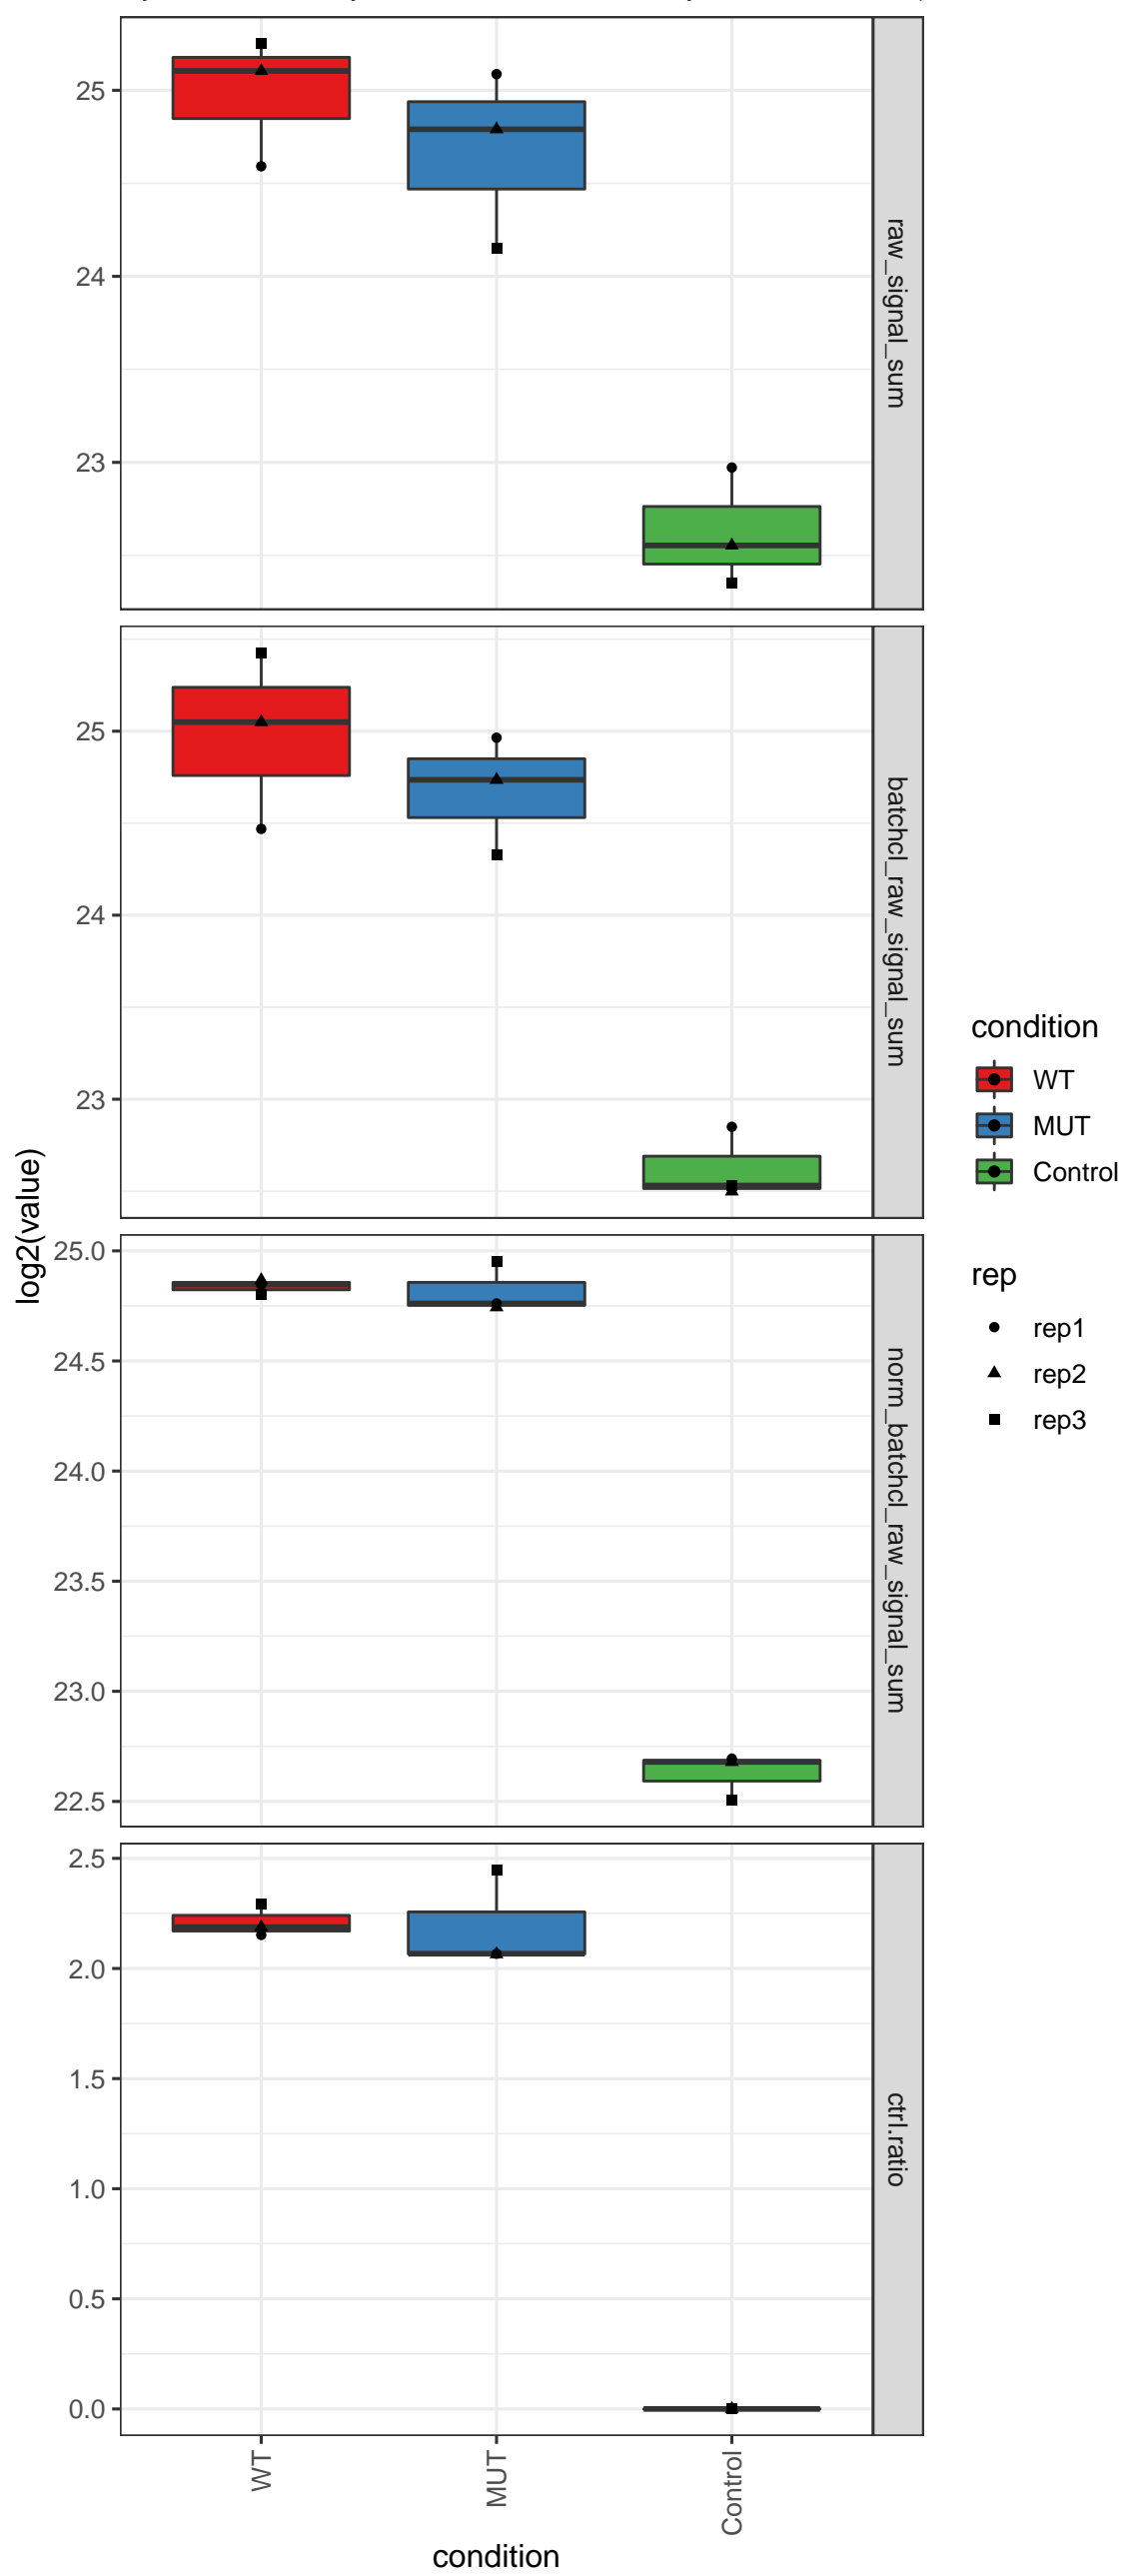 25
24
23
raw_signal_sum
25
24
23
batchcl_raw_signal_sum
25.0
24.5
24.0
23.5
23.0
22.5
norm_batchcl_raw_signal_sum
2.5
2.0
1.5
1.0
0.5
0.0
ctrl.ratio
log2(value)
WT
MUT
Control
condition
condition
WT
MUT
Control
rep
rep1
rep2
rep3